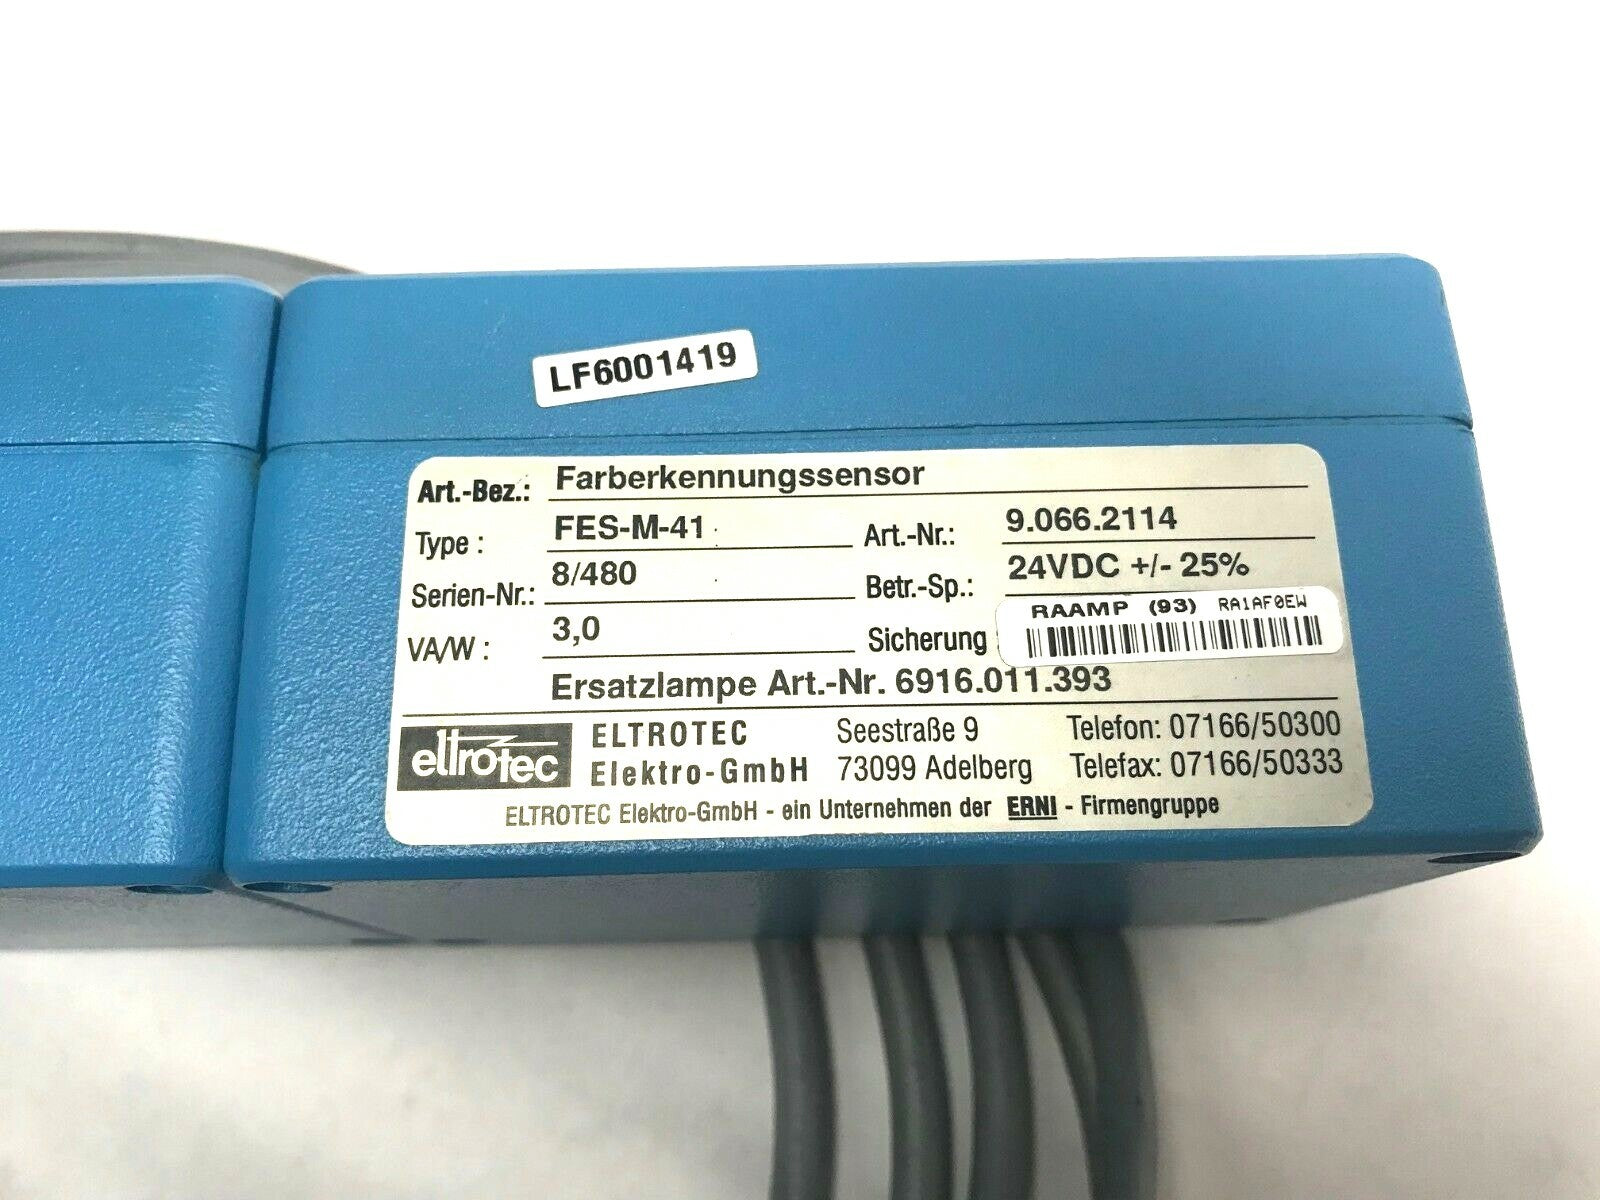 LF6001419
Art.-Bez.: Farberkennungssensor
Type : FES-M-41 Art.-Nr.: 9.066.2114
Serien-Nr.: 8/480 Betr.-Sp.: 24VDC +/- 25%
RAAMP (93) RA1AF0EW
VA/W : 3,0 Sicherung
Ersatzlampe Art.-Nr. 6916.011.393
eltrotec ELTROTEC Seestraße 9 Telefon: 07166/50300
Elektro-GmbH 73099 Adelberg Telefax: 07166/50333
ELTROTEC Elektro-GmbH - ein Unternehmen der ERNI - Firmengruppe